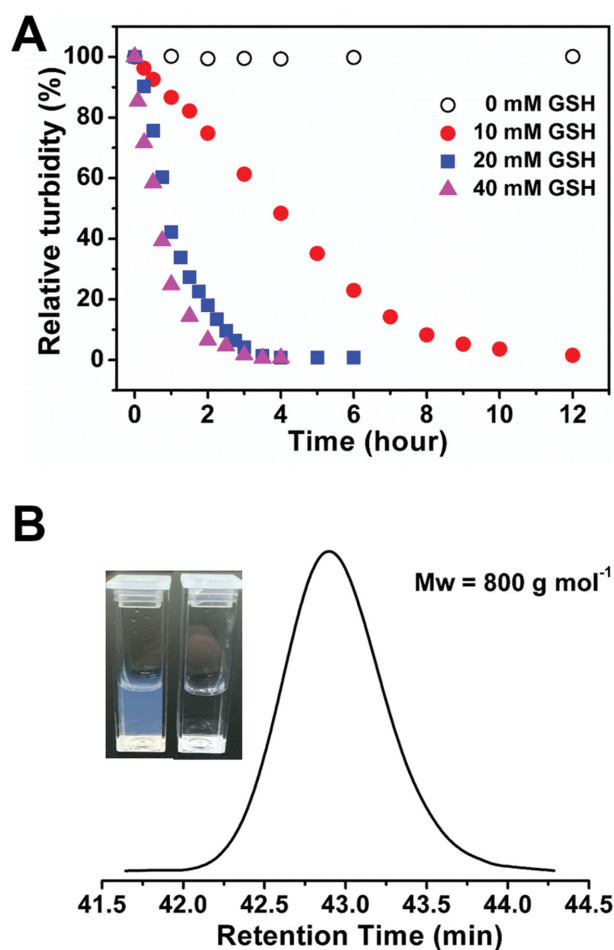 A
Relative turbidity (%)
100
80
60
40
20
0
0 mM GSH
10 mM GSH
20 mM GSH
40 mM GSH
0 2 4 6 8 10 12
Time (hour)
B
Mw = 800 g mol⁻¹
41.5 42.0 42.5 43.0 43.5 44.0 44.5
Retention Time (min)